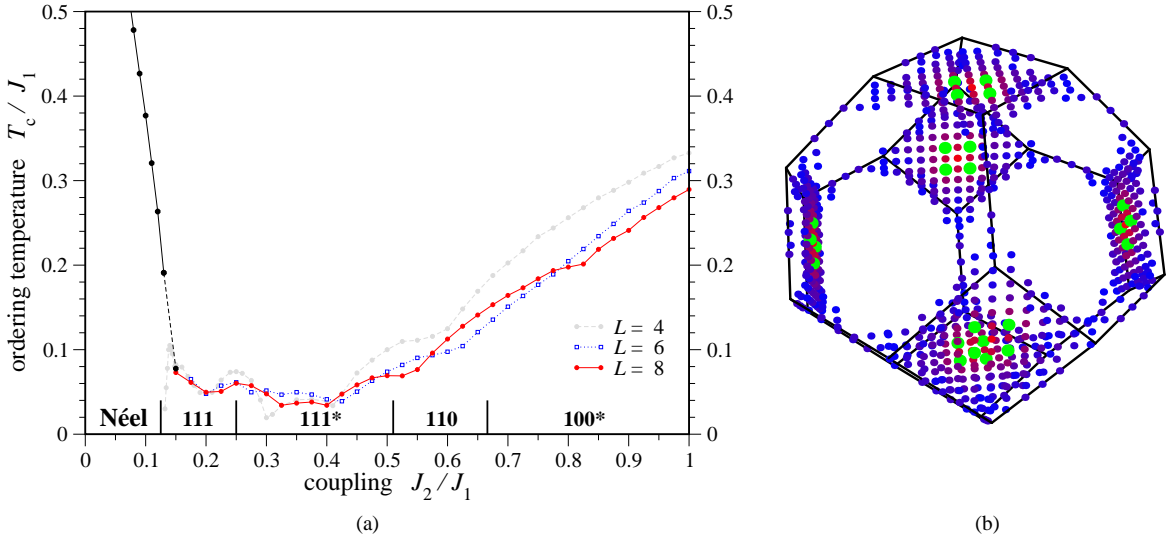 0.5
0.4
0.3
0.2
0.1
0
ordering temperature T_c / J_1
0.5
0.4
0.3
0.2
0.1
0
L = 4
L = 6
L = 8
Néel 111 111* 110 100*
0 0.1 0.2 0.3 0.4 0.5 0.6 0.7 0.8 0.9 1
coupling J_2 / J_1
(a)
(b)